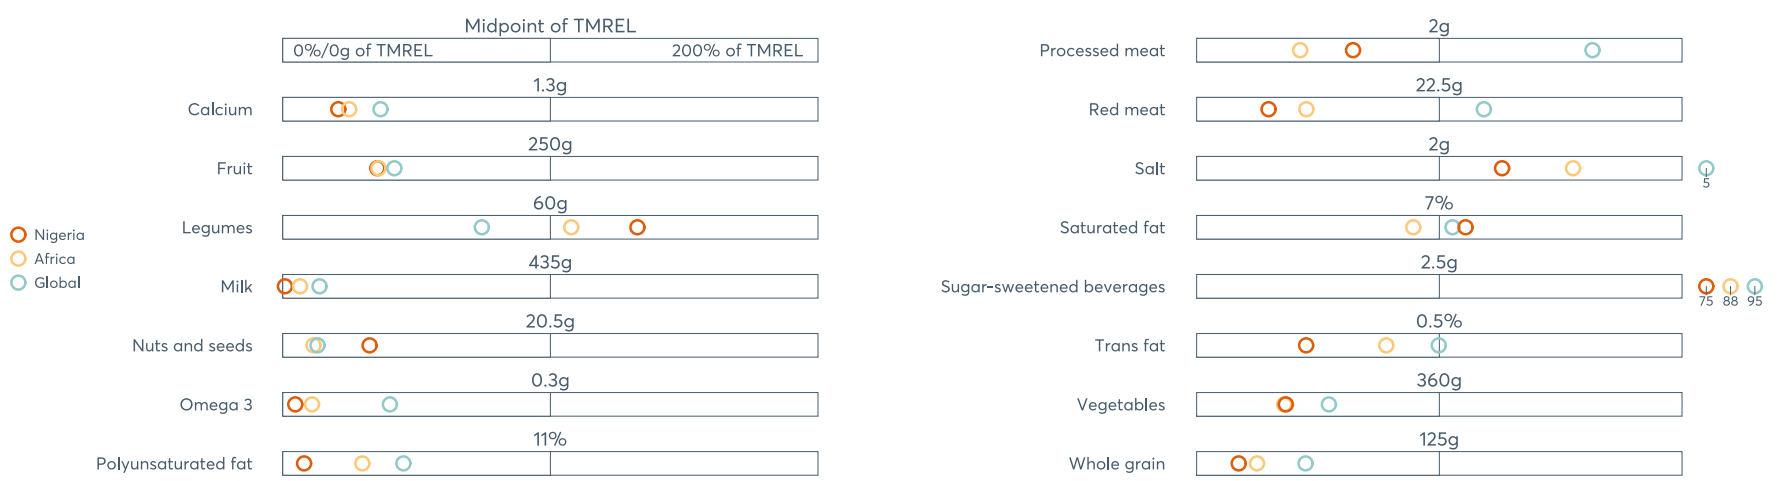 Midpoint of TMREL
0%/0g of TMREL 200% of TMREL
Calcium 1.3g
Fruit 250g
Legumes 60g
Milk 435g
Nuts and seeds 20.5g
Omega 3 0.3g
Polyunsaturated fat 11%
Nigeria
Africa
Global
Processed meat 2g
Red meat 22.5g
Salt 2g
5
Saturated fat 7%
Sugar-sweetened beverages 2.5g
75 88 95
Trans fat 0.5%
Vegetables 360g
Whole grain 125g